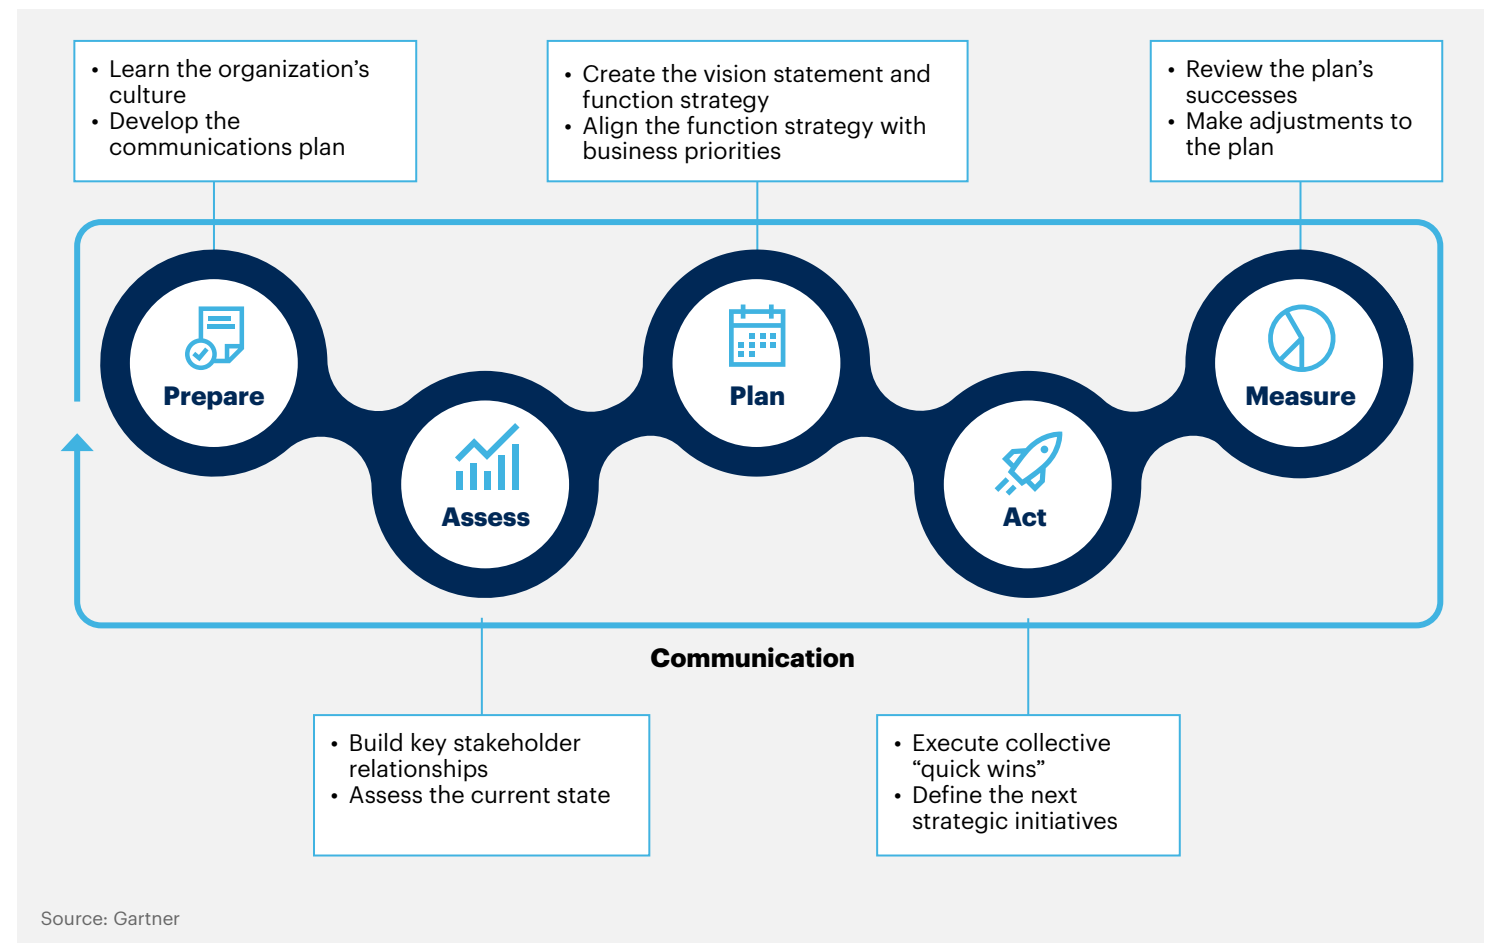 • Learn the organization’s
culture
• Develop the
communications plan
• Create the vision statement and
function strategy
• Align the function strategy with
business priorities
• Review the plan’s
successes
• Make adjustments to
the plan
Prepare
Assess
Plan
Act
Measure
Communication
• Build key stakeholder
relationships
• Assess the current state
• Execute collective
“quick wins”
• Define the next
strategic initiatives
Source: Gartner